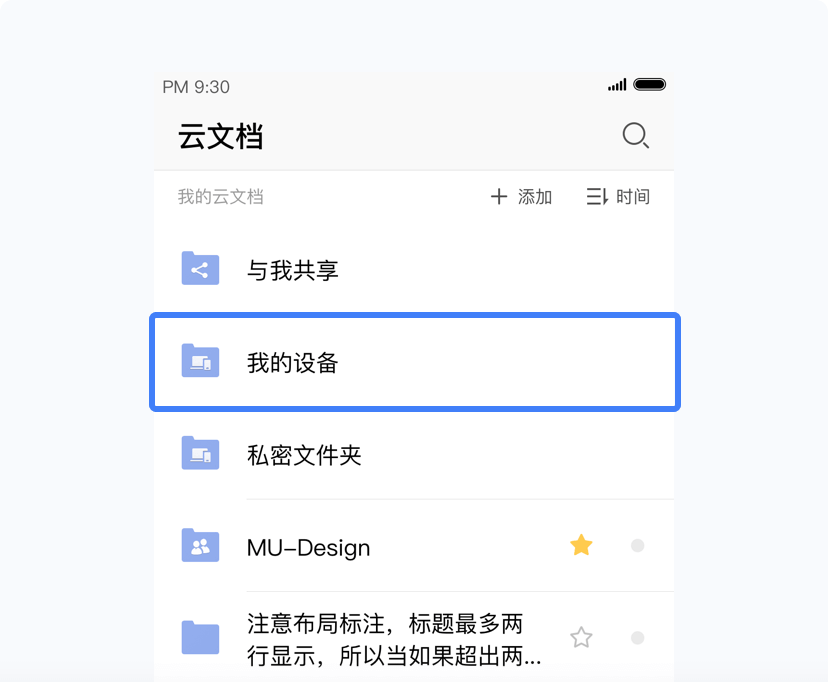 PM 9:30
云文档
我的云文档
添加
时间
与我共享
我的设备
私密文件夹
MU-Design
注意布局标注，标题最多两
行显示，所以当如果超出两...